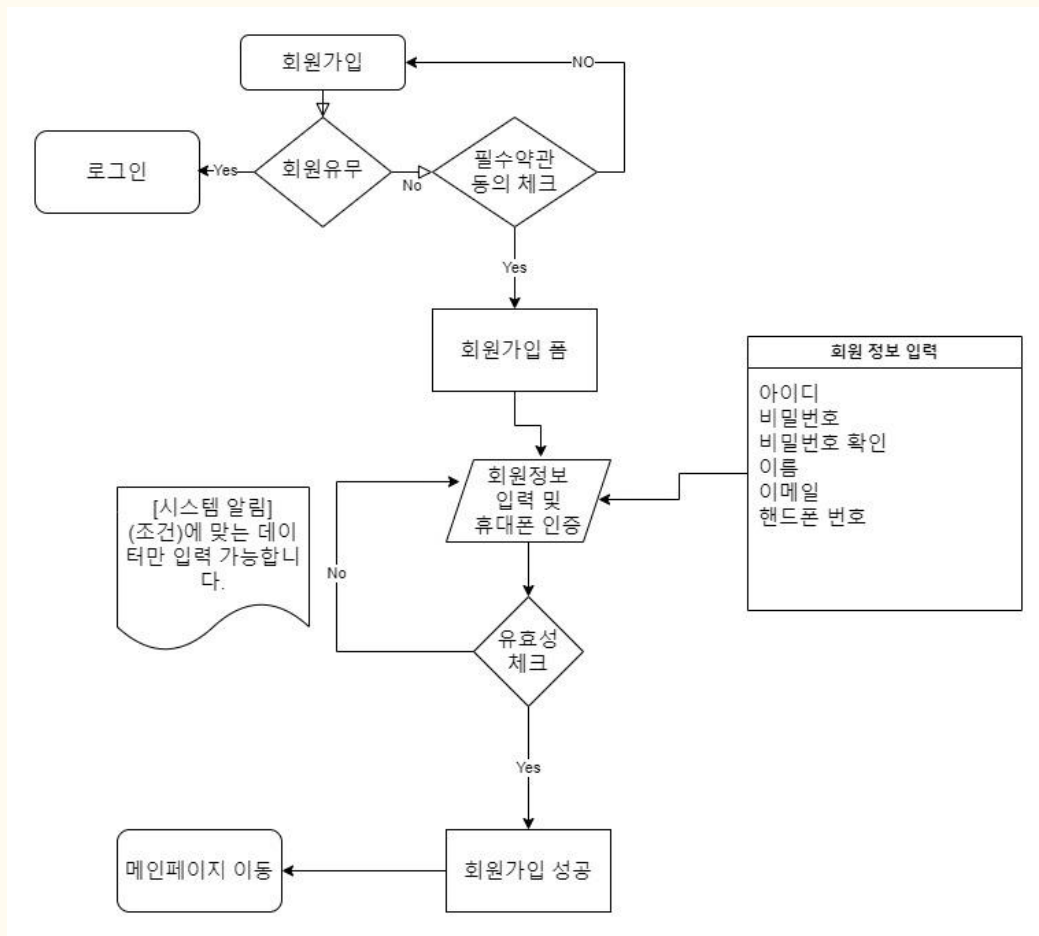 회원가입
NO
로그인
Yes
회원유무
No
필수약관
동의 체크
Yes
회원가입 폼
회원 정보 입력
아이디
비밀번호
비밀번호 확인
이름
이메일
핸드폰 번호
회원정보
입력 및
휴대폰 인증
[시스템 알림]
(조건)에 맞는 데이
터만 입력 가능합니
다.
No
유효성
체크
Yes
메인페이지 이동
회원가입 성공